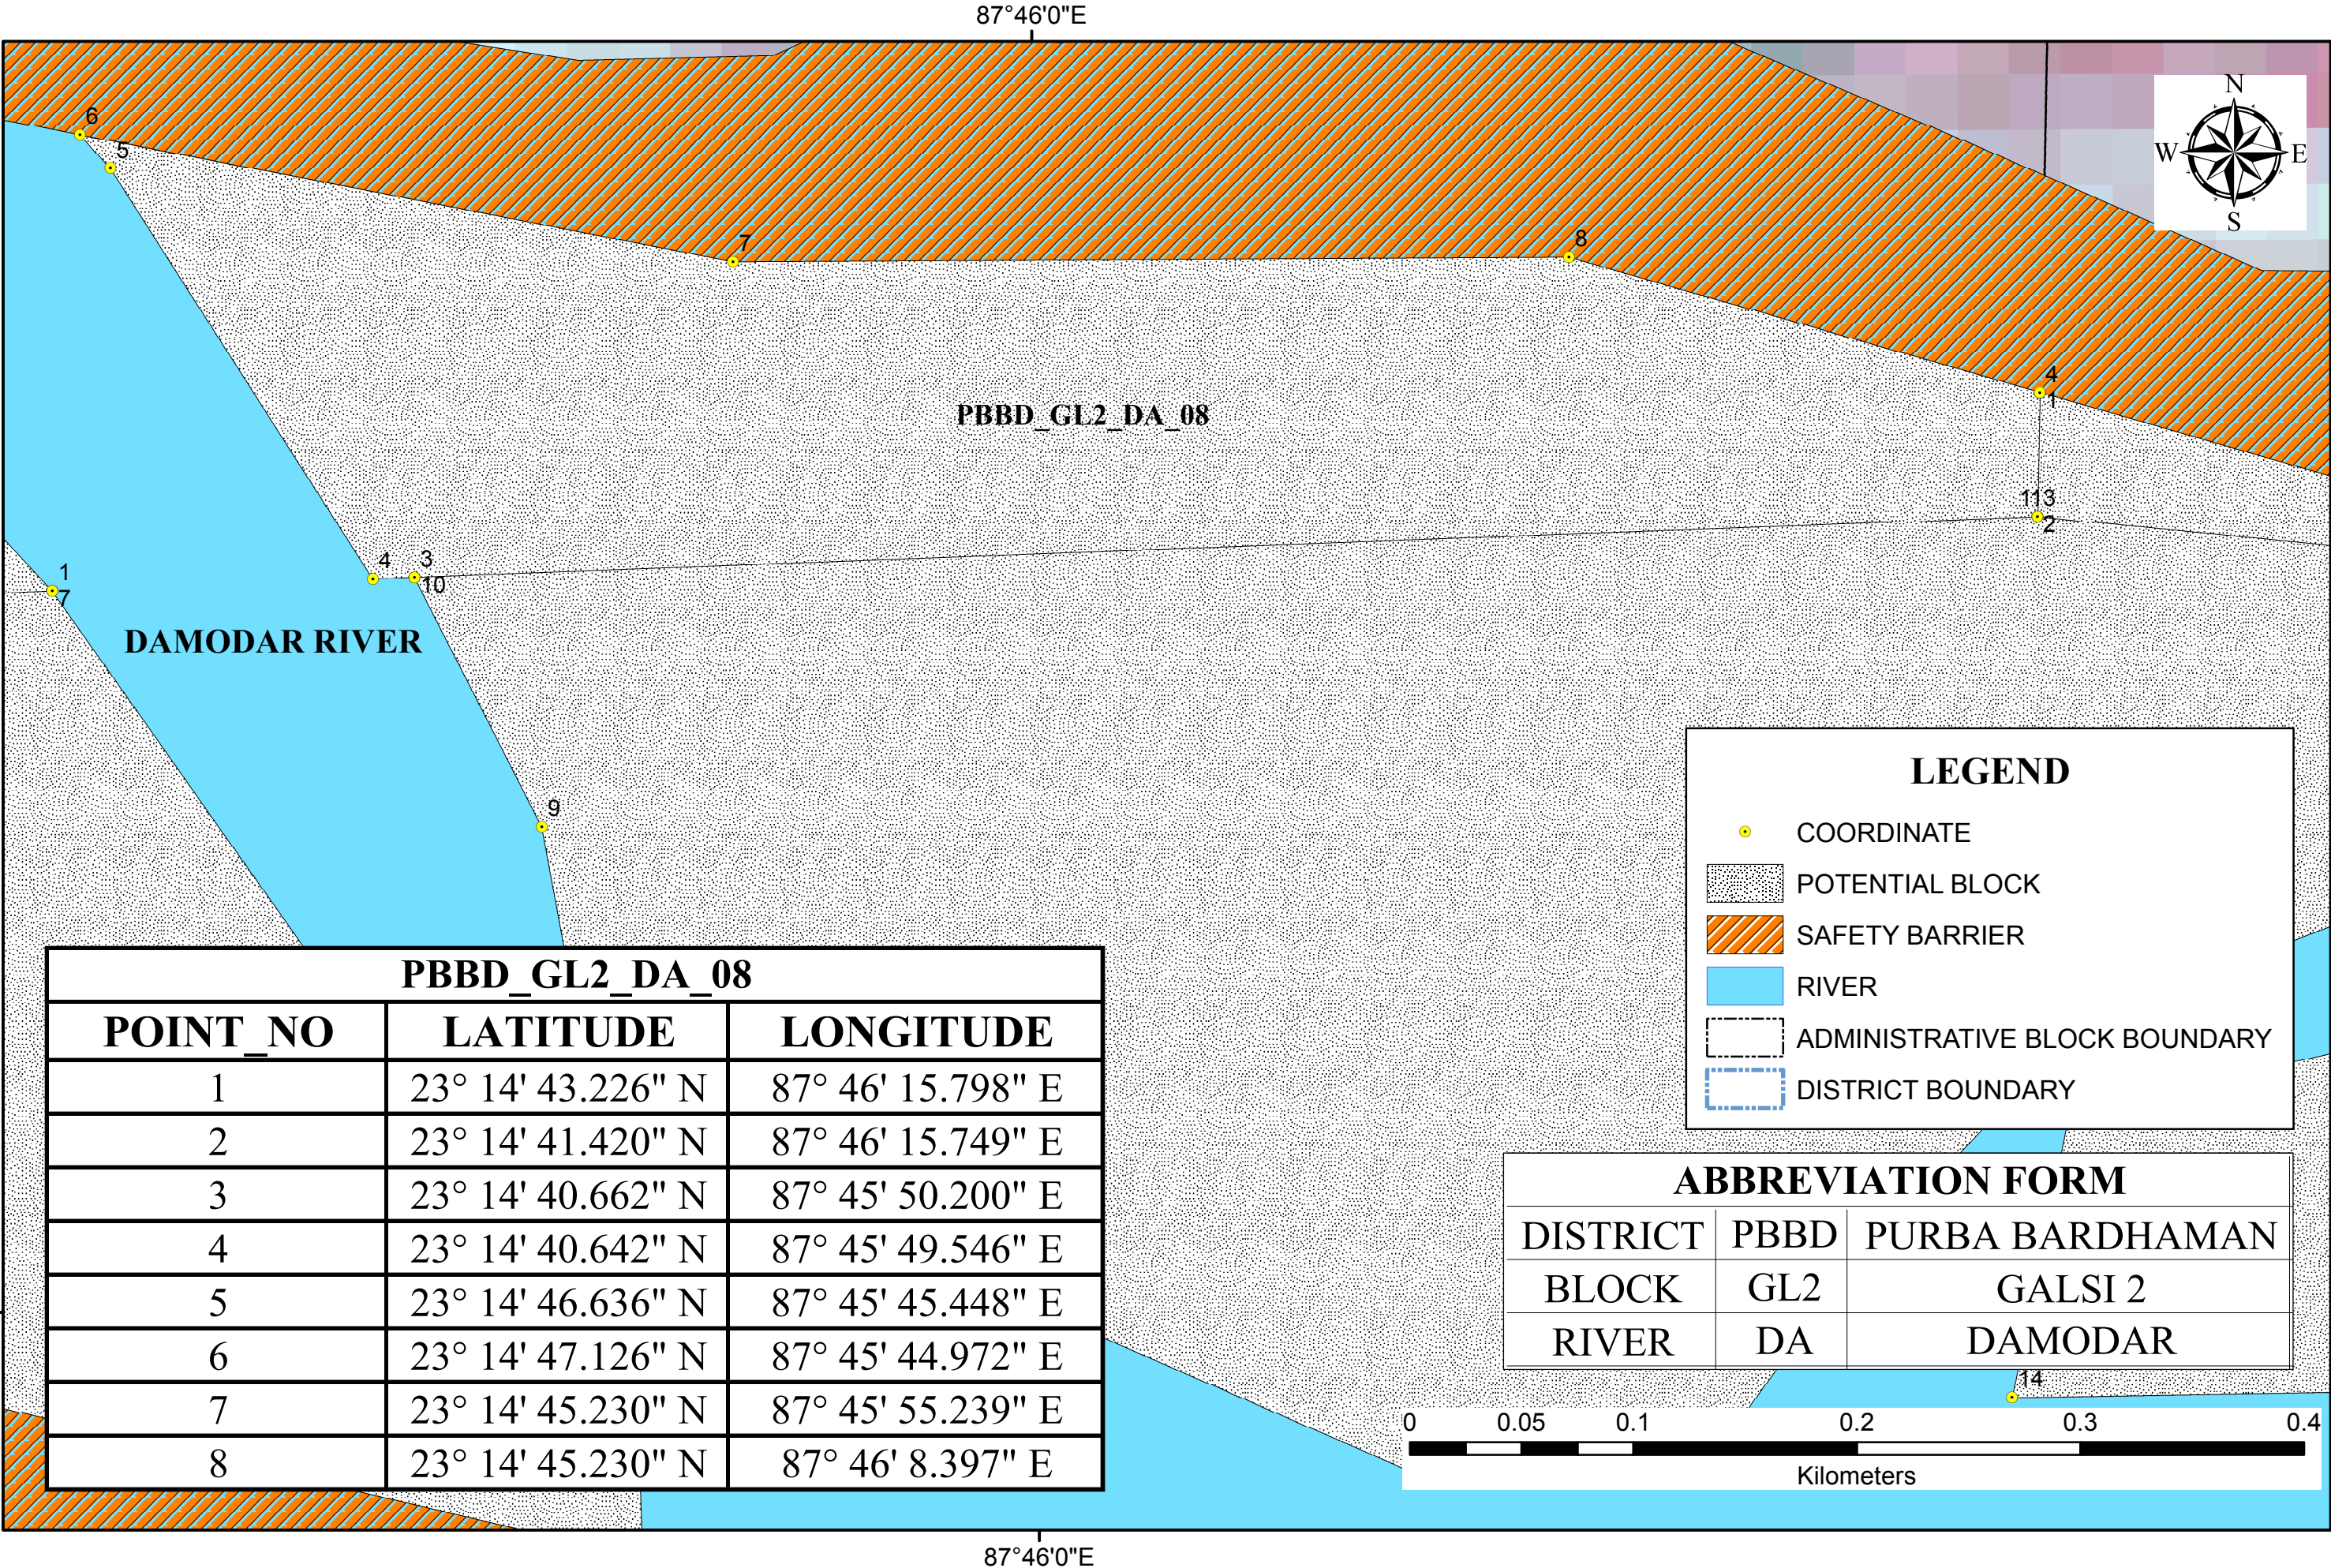 87°46'0"E
N
W E
S
6
5
7
8
4
1
PBBD_GL2_DA_08
113
2
4
3
10
1
7
DAMODAR RIVER
9
LEGEND
COORDINATE
POTENTIAL BLOCK
SAFETY BARRIER
RIVER
ADMINISTRATIVE BLOCK BOUNDARY
DISTRICT BOUNDARY
PBBD_GL2_DA_08
POINT_NO LATITUDE LONGITUDE
1 23° 14' 43.226" N 87° 46' 15.798" E
2 23° 14' 41.420" N 87° 46' 15.749" E
3 23° 14' 40.662" N 87° 45' 50.200" E
4 23° 14' 40.642" N 87° 45' 49.546" E
5 23° 14' 46.636" N 87° 45' 45.448" E
6 23° 14' 47.126" N 87° 45' 44.972" E
7 23° 14' 45.230" N 87° 45' 55.239" E
8 23° 14' 45.230" N 87° 46' 8.397" E
ABBREVIATION FORM
DISTRICT PBBD PURBA BARDHAMAN
BLOCK GL2 GALSI 2
RIVER DA DAMODAR
14
0 0.05 0.1 0.2 0.3 0.4
Kilometers
87°46'0"E